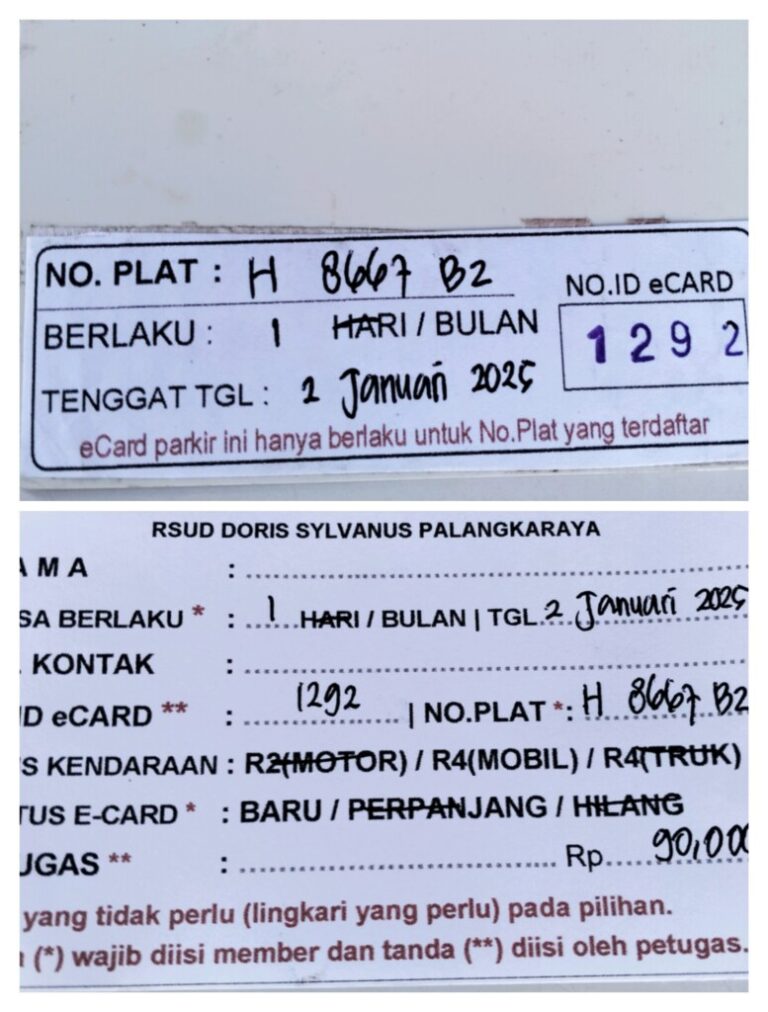 NO. PLAT : H 8667 BZ
NO.ID eCARD
BERLAKU : 1 HARI / BULAN
1292
TENGGAT TGL : 2 Januari 2025
eCard parkir ini hanya berlaku untuk No.Plat yang terdaftar
RSUD DORIS SYLVANUS PALANGKARAYA
AMA :
SA BERLAKU * : 1 HARI / BULAN | TGL. 2 Januari 2025
. KONTAK :
ID eCARD ** : 1292 | NO.PLAT *: H 8667 BZ
S KENDARAAN : R2(MOTOR) / R4(MOBIL) / R4(TRUK)
TUS E-CARD * : BARU / PERPANJANG / HILANG
UGAS ** : Rp. 90,000
yang tidak perlu (lingkari yang perlu) pada pilihan.
(*) wajib diisi member dan tanda (**) diisi oleh petugas.